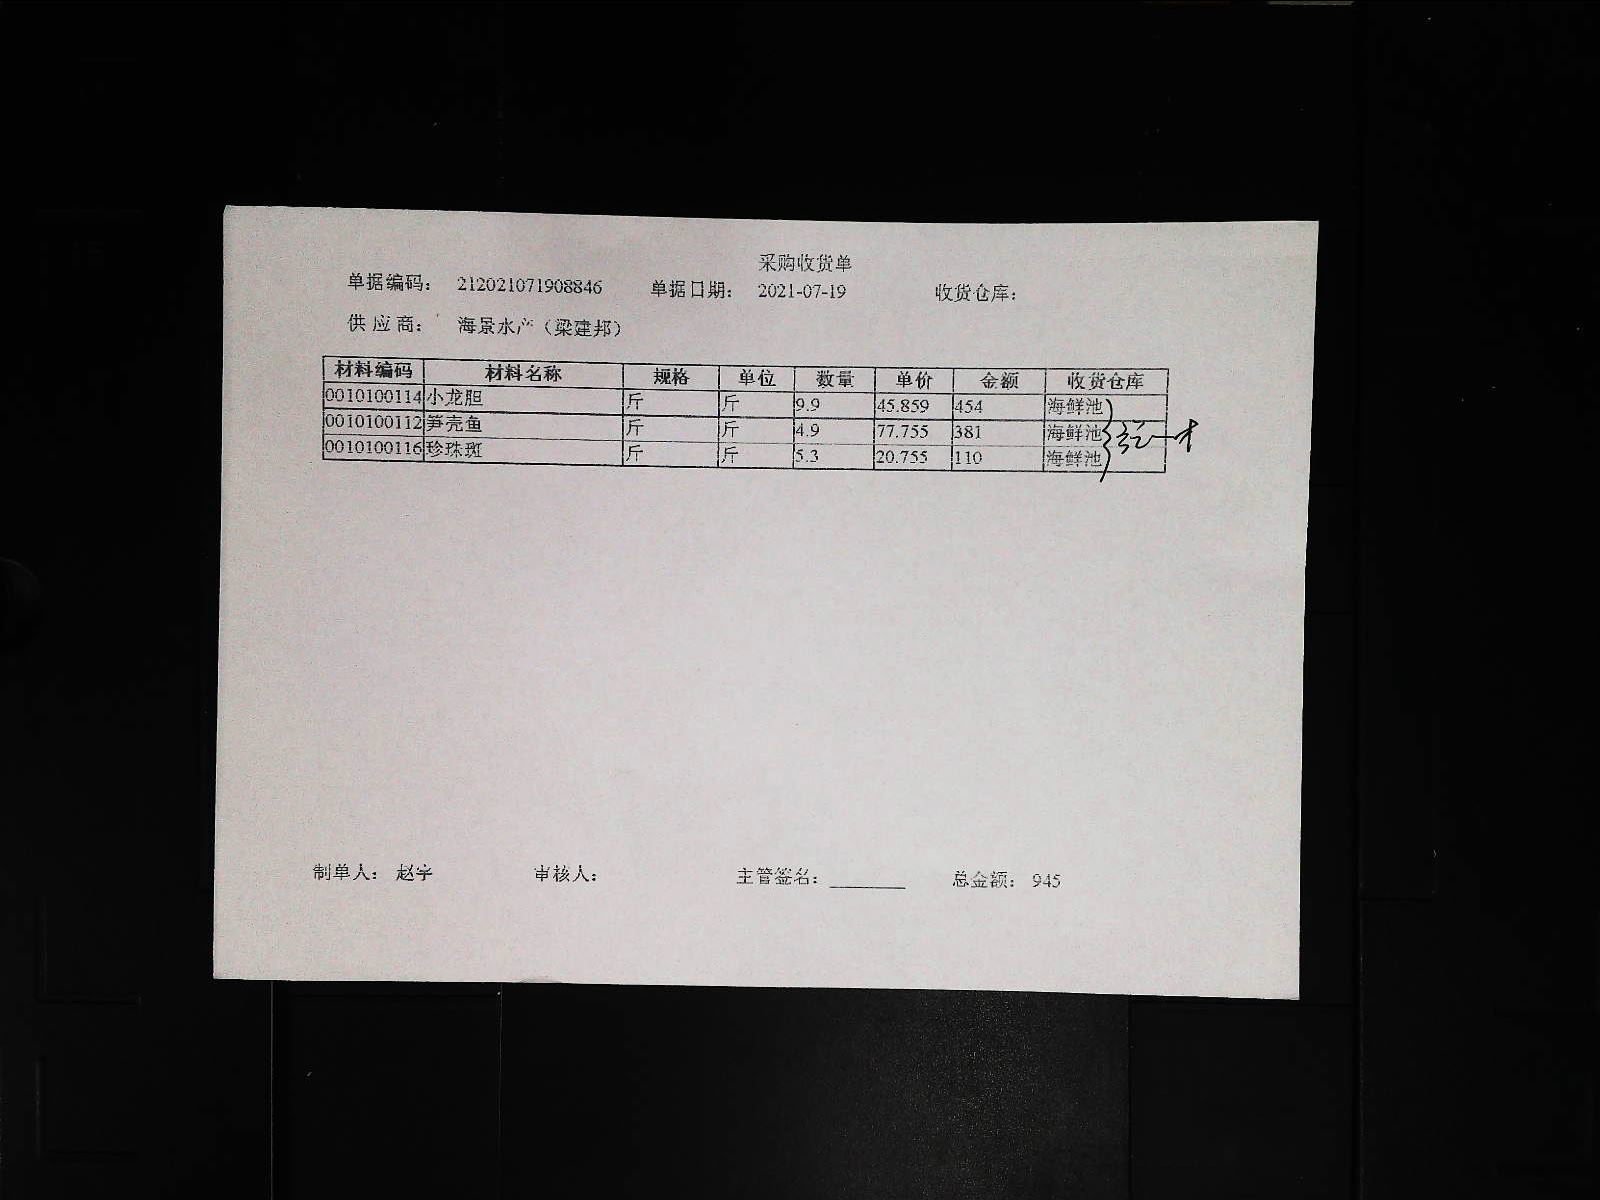 采购收货单
单据编码： 212021071908846 单据日期： 2021-07-19 收货仓库：
供应商： 海景水产（梁建邦）
材料编码 材料名称 规格 单位 数量 单价 金额 收货仓库
0010100114 小龙胆 斤 斤 9.9 45.859 454 海鲜池
0010100112 笋壳鱼 斤 斤 4.9 77.755 381 海鲜池
0010100116 珍珠斑 斤 斤 5.3 20.755 110 海鲜池
制单人： 赵宇 审核人： 主管签名： ________ 总金额： 945